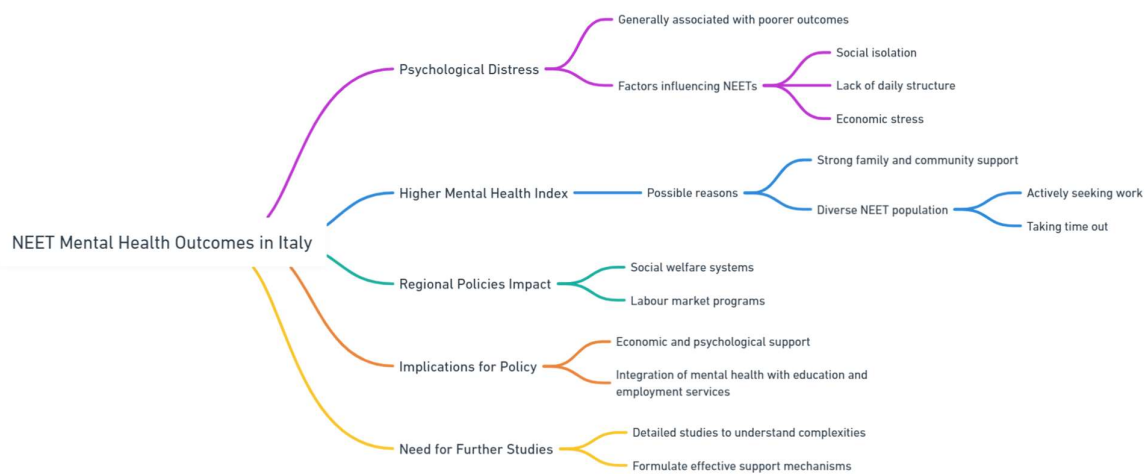 NEET Mental Health Outcomes in Italy
Psychological Distress
Generally associated with poorer outcomes
Factors influencing NEETs
Social isolation
Lack of daily structure
Economic stress
Higher Mental Health Index
Possible reasons
Strong family and community support
Diverse NEET population
Actively seeking work
Taking time out
Regional Policies Impact
Social welfare systems
Labour market programs
Implications for Policy
Economic and psychological support
Integration of mental health with education and
employment services
Need for Further Studies
Detailed studies to understand complexities
Formulate effective support mechanisms